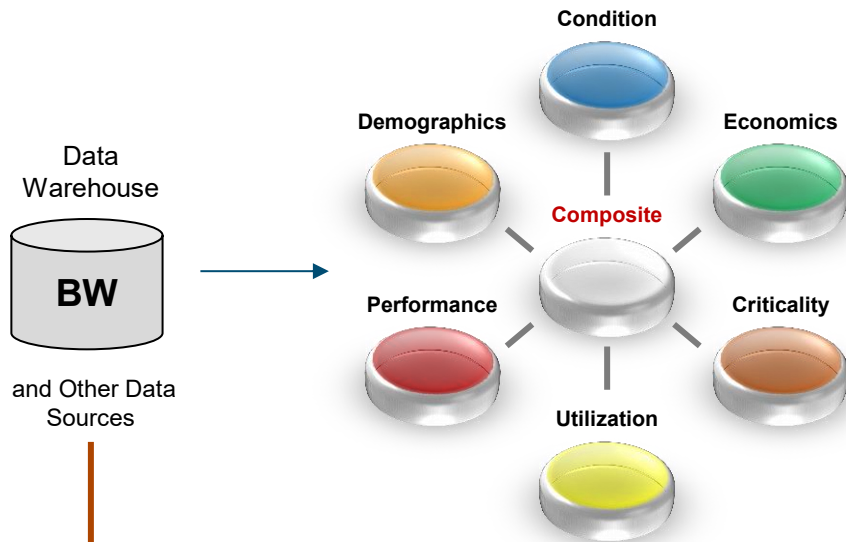 Condition
Demographics
Economics
Data
Warehouse
Composite
BW
Performance
Criticality
and Other Data
Sources
Utilization